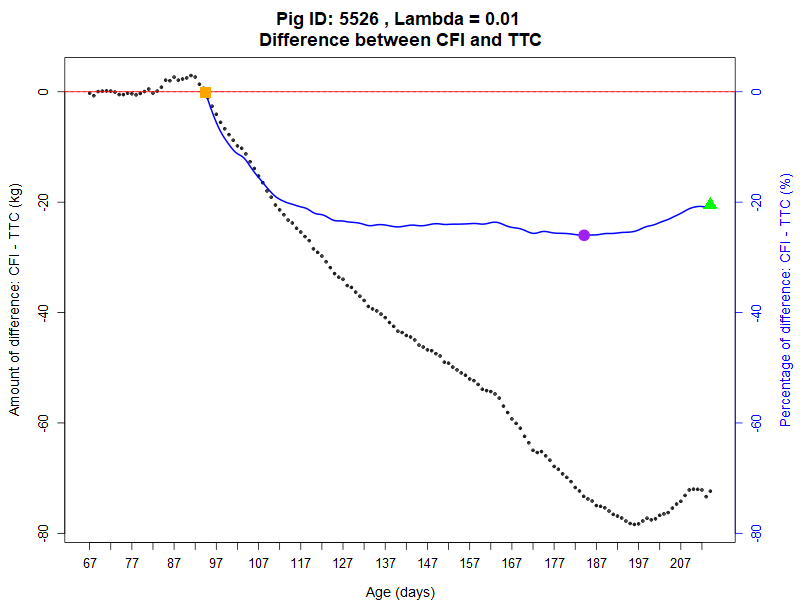 Pig ID: 5526 , Lambda = 0.01
Difference between CFI and TTC
Amount of difference: CFI - TTC (kg)
0
-20
-40
-60
-80
0
-20
-40
-60
-80
Percentage of difference: CFI - TTC (%)
67 77 87 97 107 117 127 137 147 157 167 177 187 197 207
Age (days)